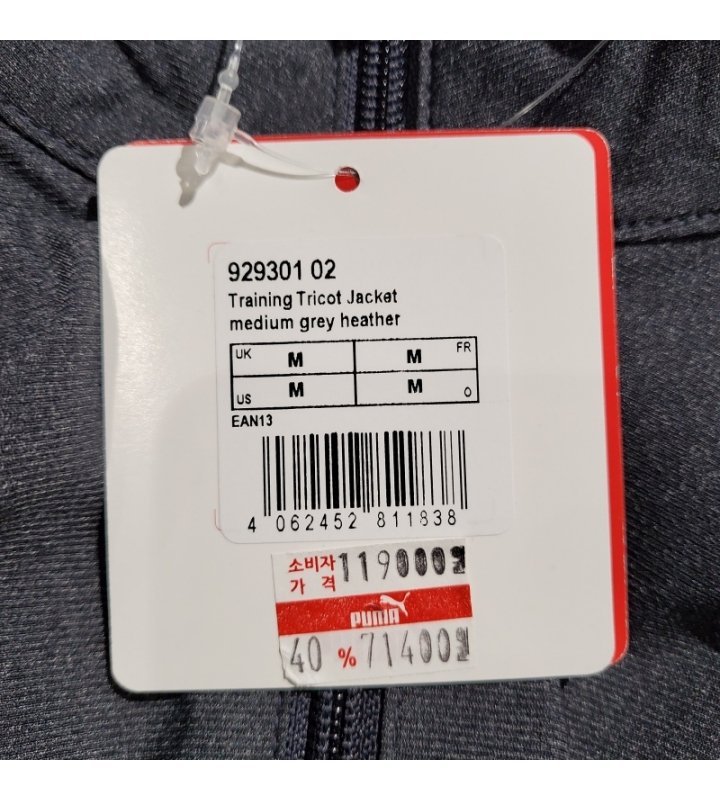 929301 02
Training Tricot Jacket
medium grey heather
UK M M FR
US M M O
EAN13
4 062452 811838
소비자 119000원
가 격
PUMA
40 % 71400원